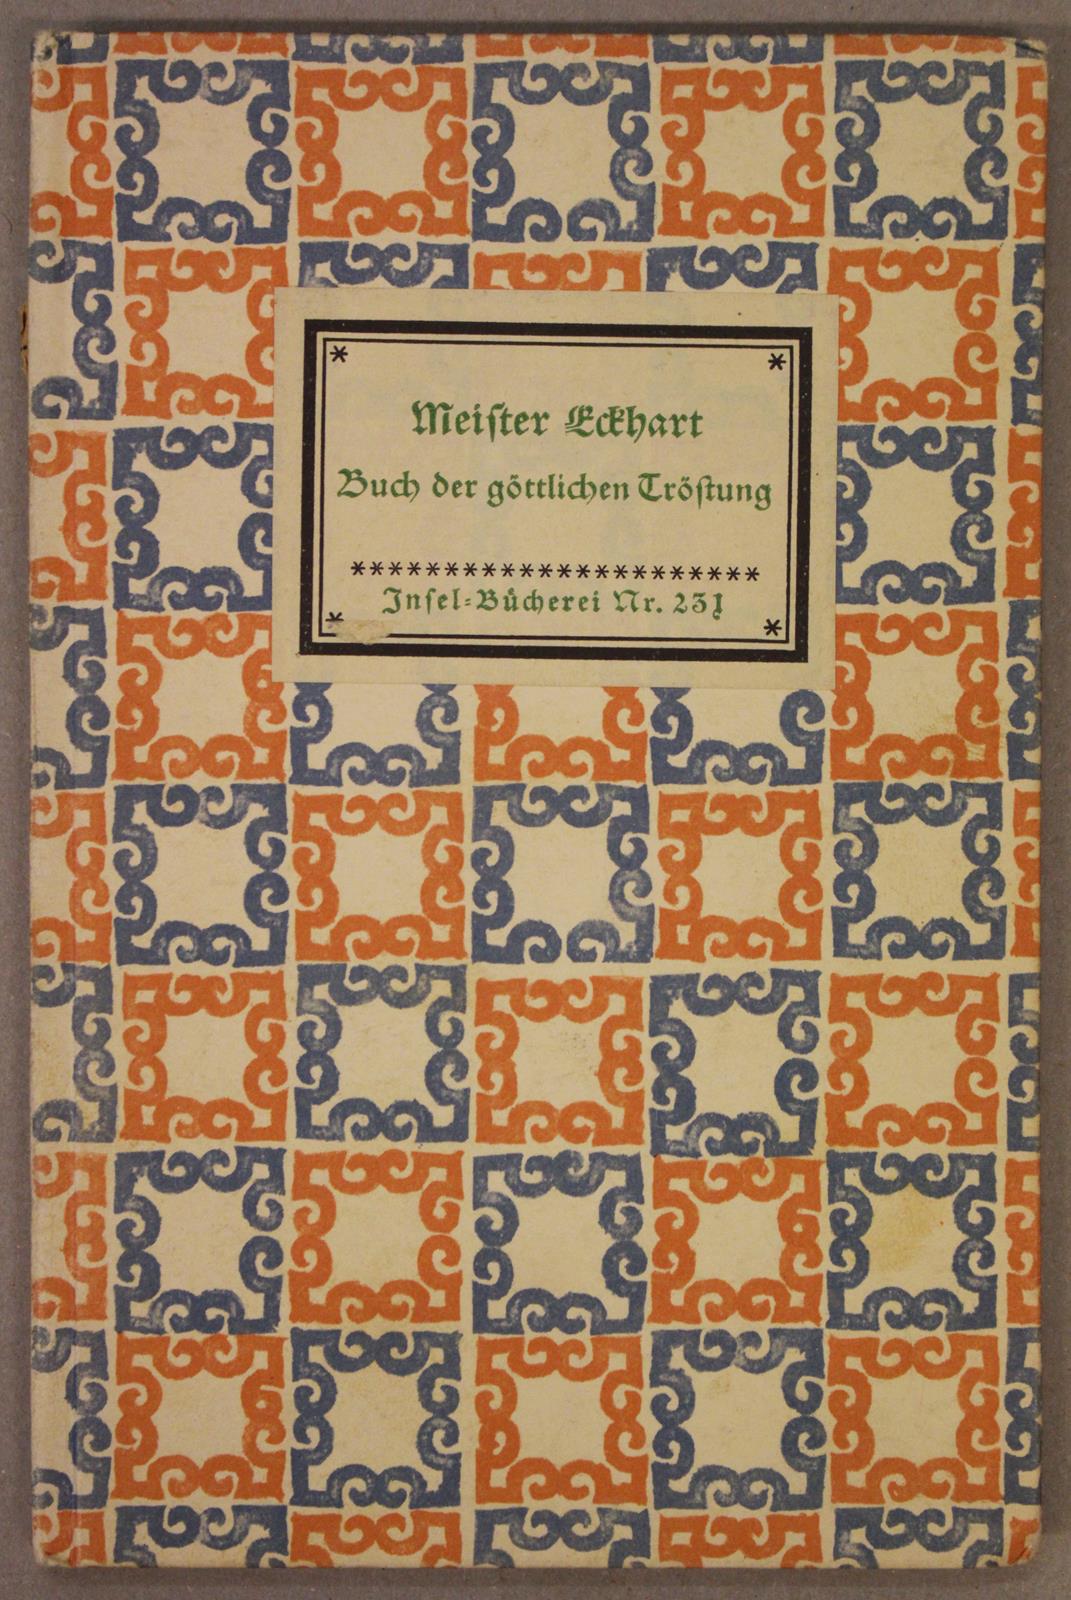 Meiſter Eckhart
Buch der göttlichen Tröſtung
**********************
Inſel-Bücherei Nr. 231